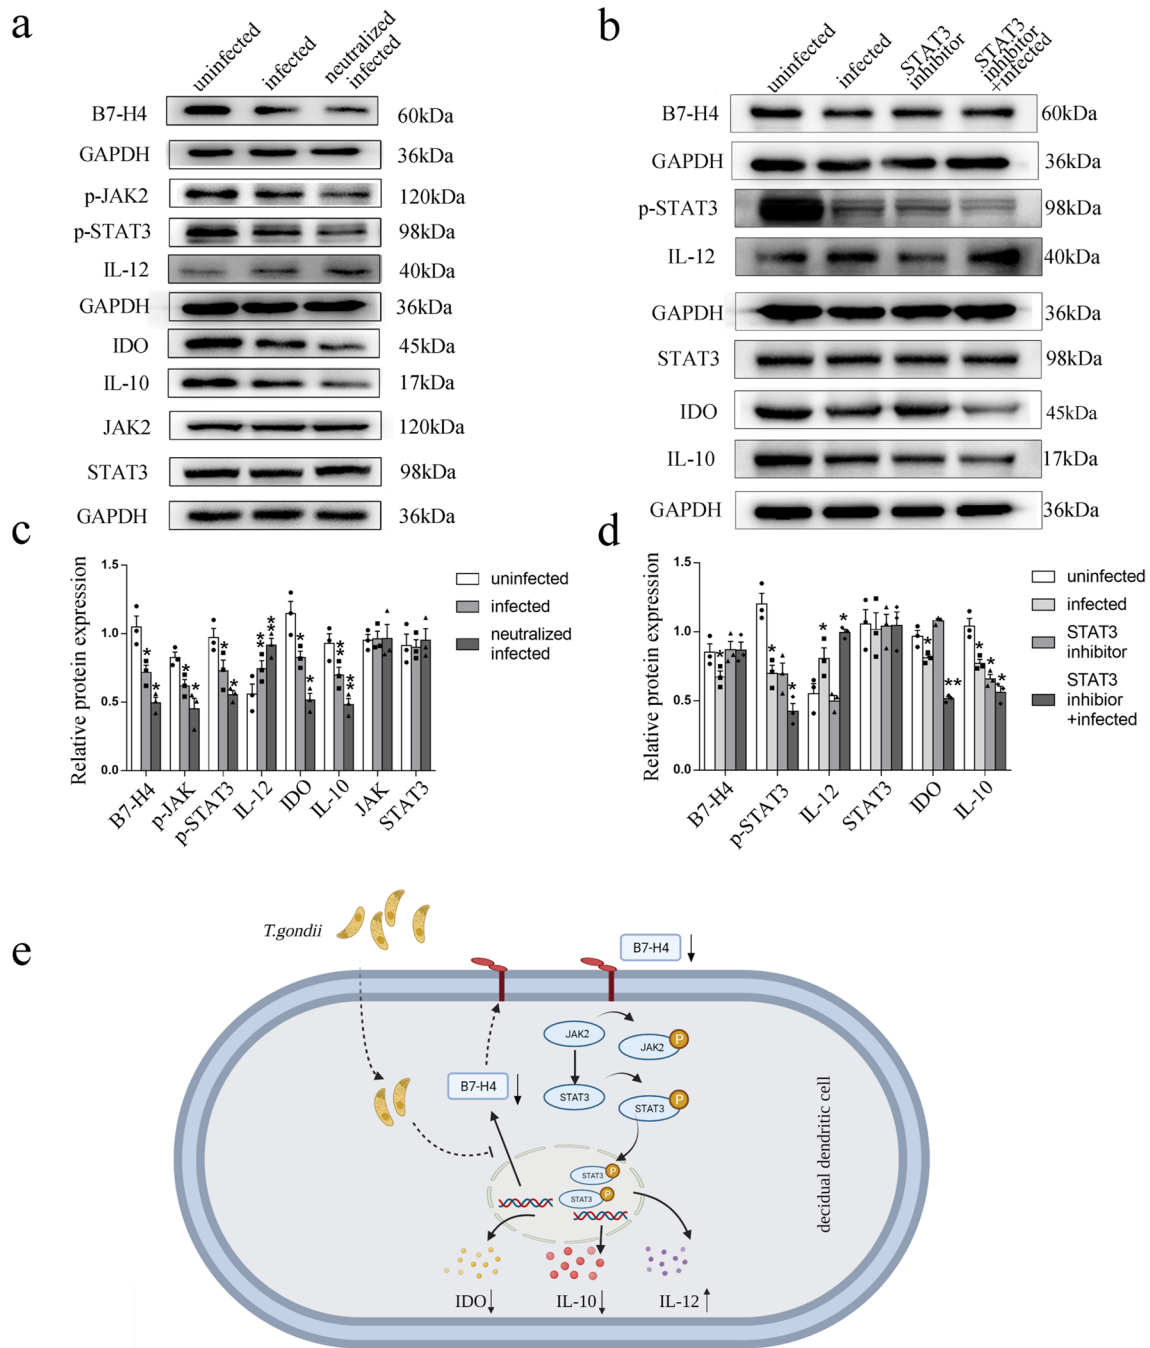 a
uninfected
infected
neutralized
infected
B7-H4
60kDa
GAPDH
36kDa
p-JAK2
120kDa
p-STAT3
98kDa
IL-12
40kDa
GAPDH
36kDa
IDO
45kDa
IL-10
17kDa
JAK2
120kDa
STAT3
98kDa
GAPDH
36kDa
b
uninfected
infected
STAT3
inhibitor
STAT3
inhibitor
+infected
B7-H4
60kDa
GAPDH
36kDa
p-STAT3
98kDa
IL-12
40kDa
GAPDH
36kDa
STAT3
98kDa
IDO
45kDa
IL-10
17kDa
GAPDH
36kDa
c
Relative protein expression
1.5
1.0
0.5
0.0
B7-H4
p-JAK
p-STAT3
IL-12
IDO
IL-10
JAK
STAT3
uninfected
infected
neutralized
infected
d
Relative protein expression
1.5
1.0
0.5
0.0
B7-H4
p-STAT3
IL-12
STAT3
IDO
IL-10
uninfected
infected
STAT3
inhibitor
STAT3
inhibior
+infected
e
T.gondii
B7-H4
JAK2
JAK2
P
B7-H4
STAT3
STAT3
P
STAT3
P
STAT3
P
decidual dendritic cell
IDO
IL-10
IL-12